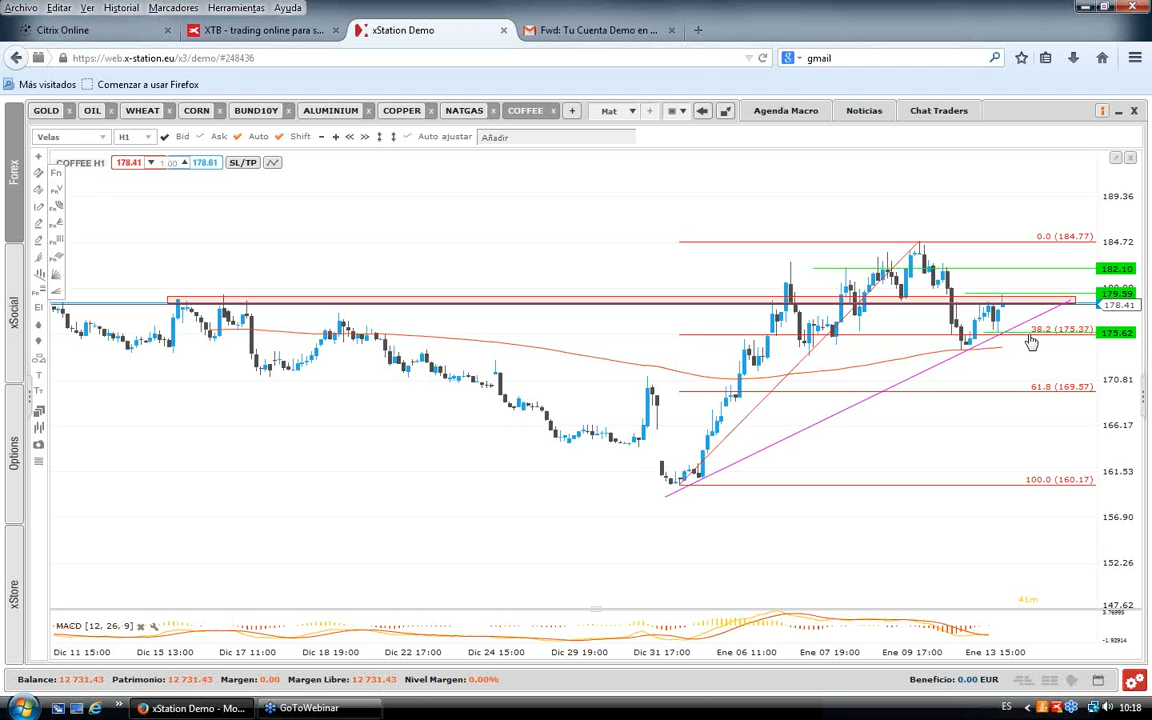 Archivo Editar Ver Historial Marcadores Herramientas Ayuda
Citrix Online × XTB - trading online para s... × xStation Demo × Fwd: Tu Cuenta Demo en ... × +
https://web.x-station.eu/x3/demo/#248436 gmail
Más visitados Comenzar a usar Firefox
GOLD x OIL x WHEAT x CORN x BUND10Y x ALUMINIUM x COPPER x NATGAS x COFFEE x + Mat Agenda Macro Noticias Chat Traders
Velas H1 Bid Ask Auto Shift Auto ajustar Añadir
COFFEE H1 178.41 1.00 178.61 SL/TP
Forex
xSocial
Options
xStore
Fn
189.36
0.0 (184.77)
184.72
182.10
179.59
178.41
38.2 (175.37)
175.62
170.81
61.8 (169.57)
166.17
161.53
100.0 (160.17)
156.90
152.26
147.62
41m
MACD [12, 26, 9]
-1.92914
Dic 11 15:00 Dic 15 13:00 Dic 17 11:00 Dic 18 19:00 Dic 22 17:00 Dic 24 15:00 Dic 29 19:00 Dic 31 17:00 Ene 06 11:00 Ene 07 19:00 Ene 09 17:00 Ene 13 15:00
Balance: 12 731.43 Patrimonio: 12 731.43 Margen: 0.00 Margen Libre: 12 731.43 Nivel Margen: 0.00% Beneficio: 0.00 EUR
xStation Demo - Mo... GoToWebinar ES 10:18